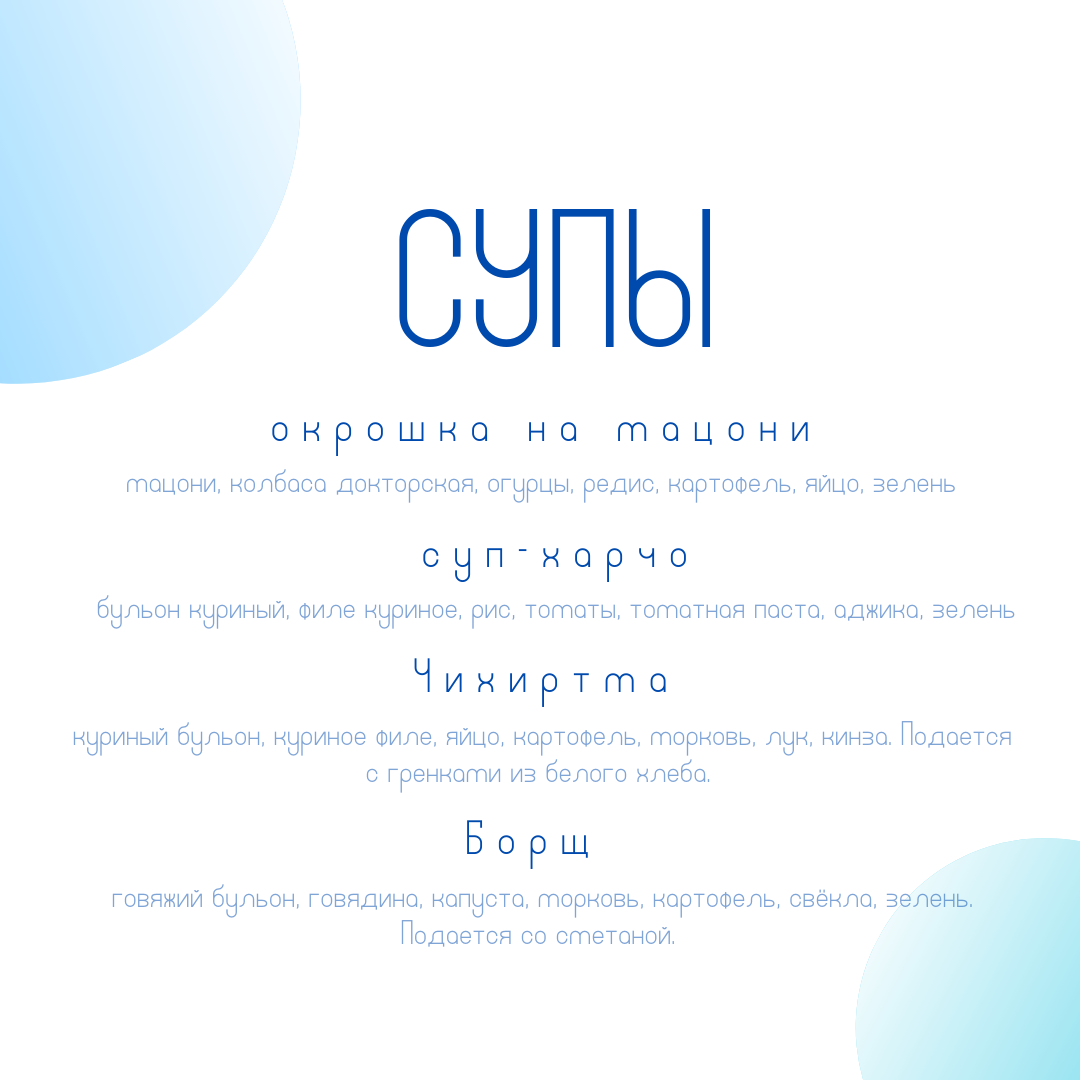 СУПЫ
окрошка на мацони
мацони, колбаса докторская, огурцы, редис, картофель, яйцо, зелень
суп-харчо
бульон куриный, филе куриное, рис, томаты, томатная паста, аджика, зелень
Чихиртма
куриный бульон, куриное филе, яйцо, картофель, морковь, лук, кинза. Подается
с гренками из белого хлеба.
Борщ
говяжий бульон, говядина, капуста, морковь, картофель, свёкла, зелень.
Подается со сметаной.